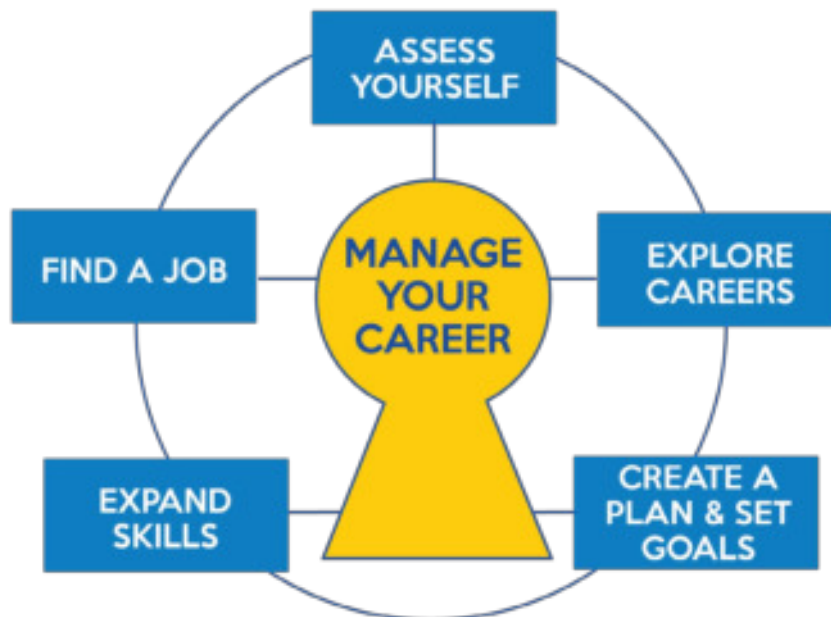 ASSESS
YOURSELF
FIND A JOB
MANAGE
YOUR
CAREER
EXPLORE
CAREERS
EXPAND
SKILLS
CREATE A
PLAN & SET
GOALS